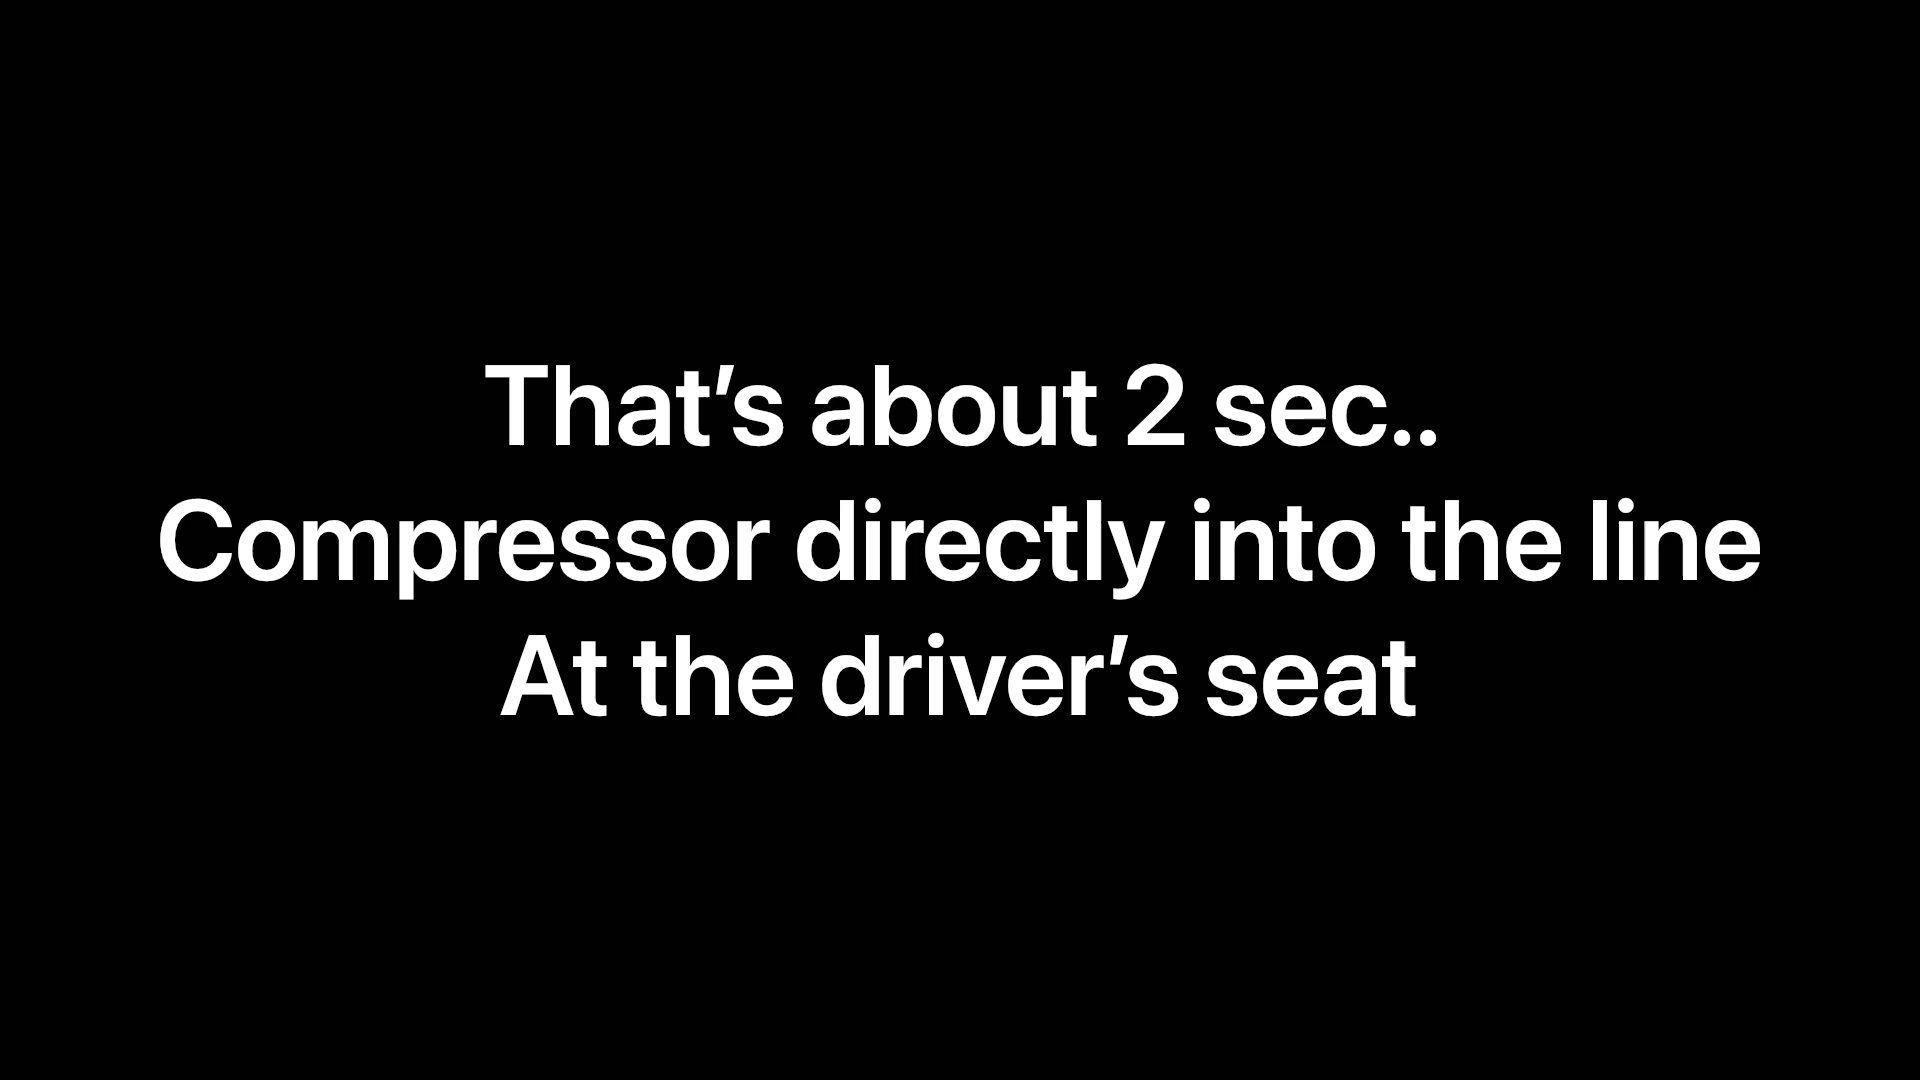 That’s about 2 sec..
Compressor directly into the line
At the driver’s seat